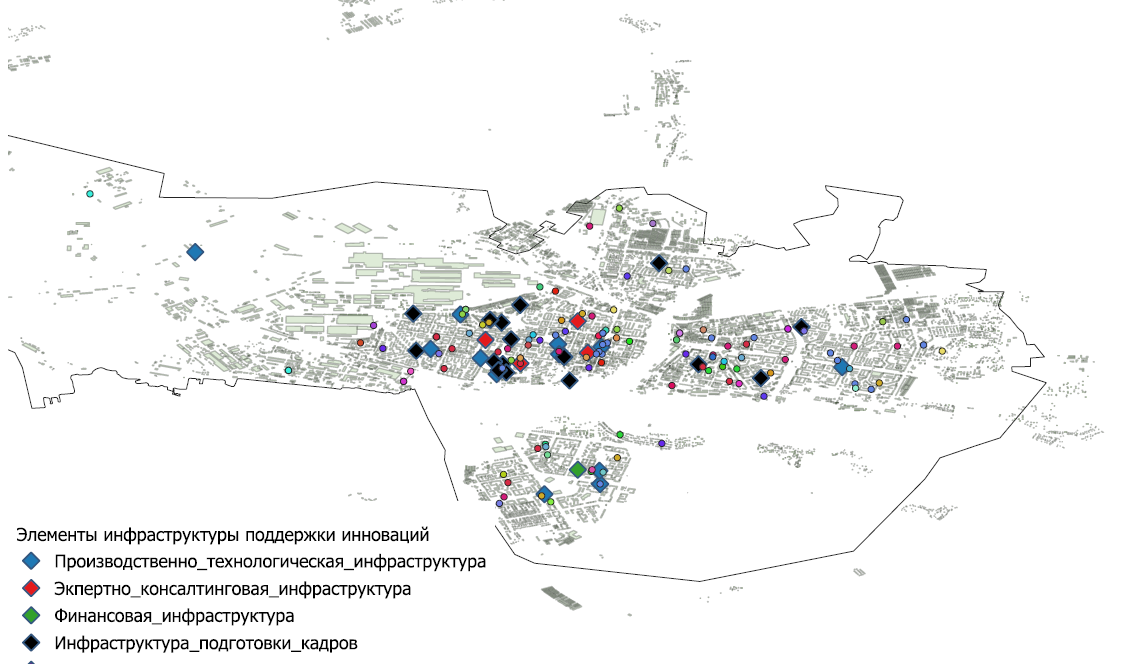 Элементы инфраструктуры поддержки инноваций
Производственно_технологическая_инфраструктура
Экпертно_консалтинговая_инфраструктура
Финансовая_инфраструктура
Инфраструктура_подготовки_кадров